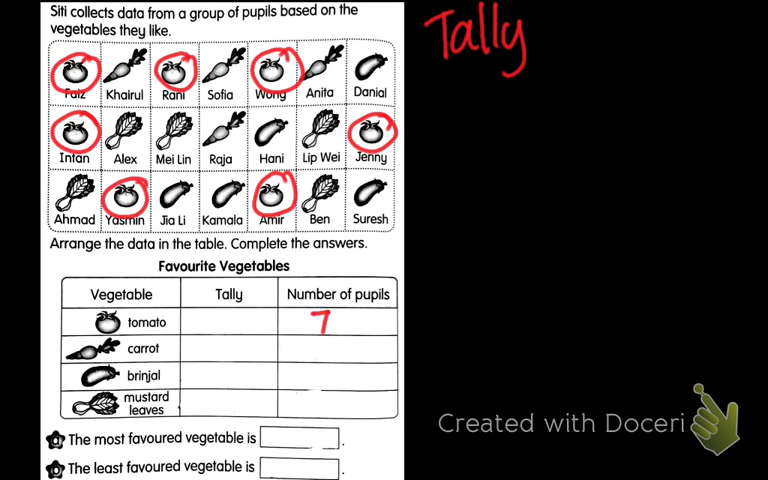 Siti collects data from a group of pupils based on the
vegetables they like.
Tally
Faiz Khairul Rani Sofia Wong Anita Danial
Intan Alex Mei Lin Raja Hani Lip Wei Jenny
Ahmad Yasmin Jia Li Kamala Amir Ben Suresh
Arrange the data in the table. Complete the answers.
Favourite Vegetables
Vegetable Tally Number of pupils
tomato 7
carrot
brinjal
mustard
leaves
a The most favoured vegetable is .
b The least favoured vegetable is .
Created with Doceri